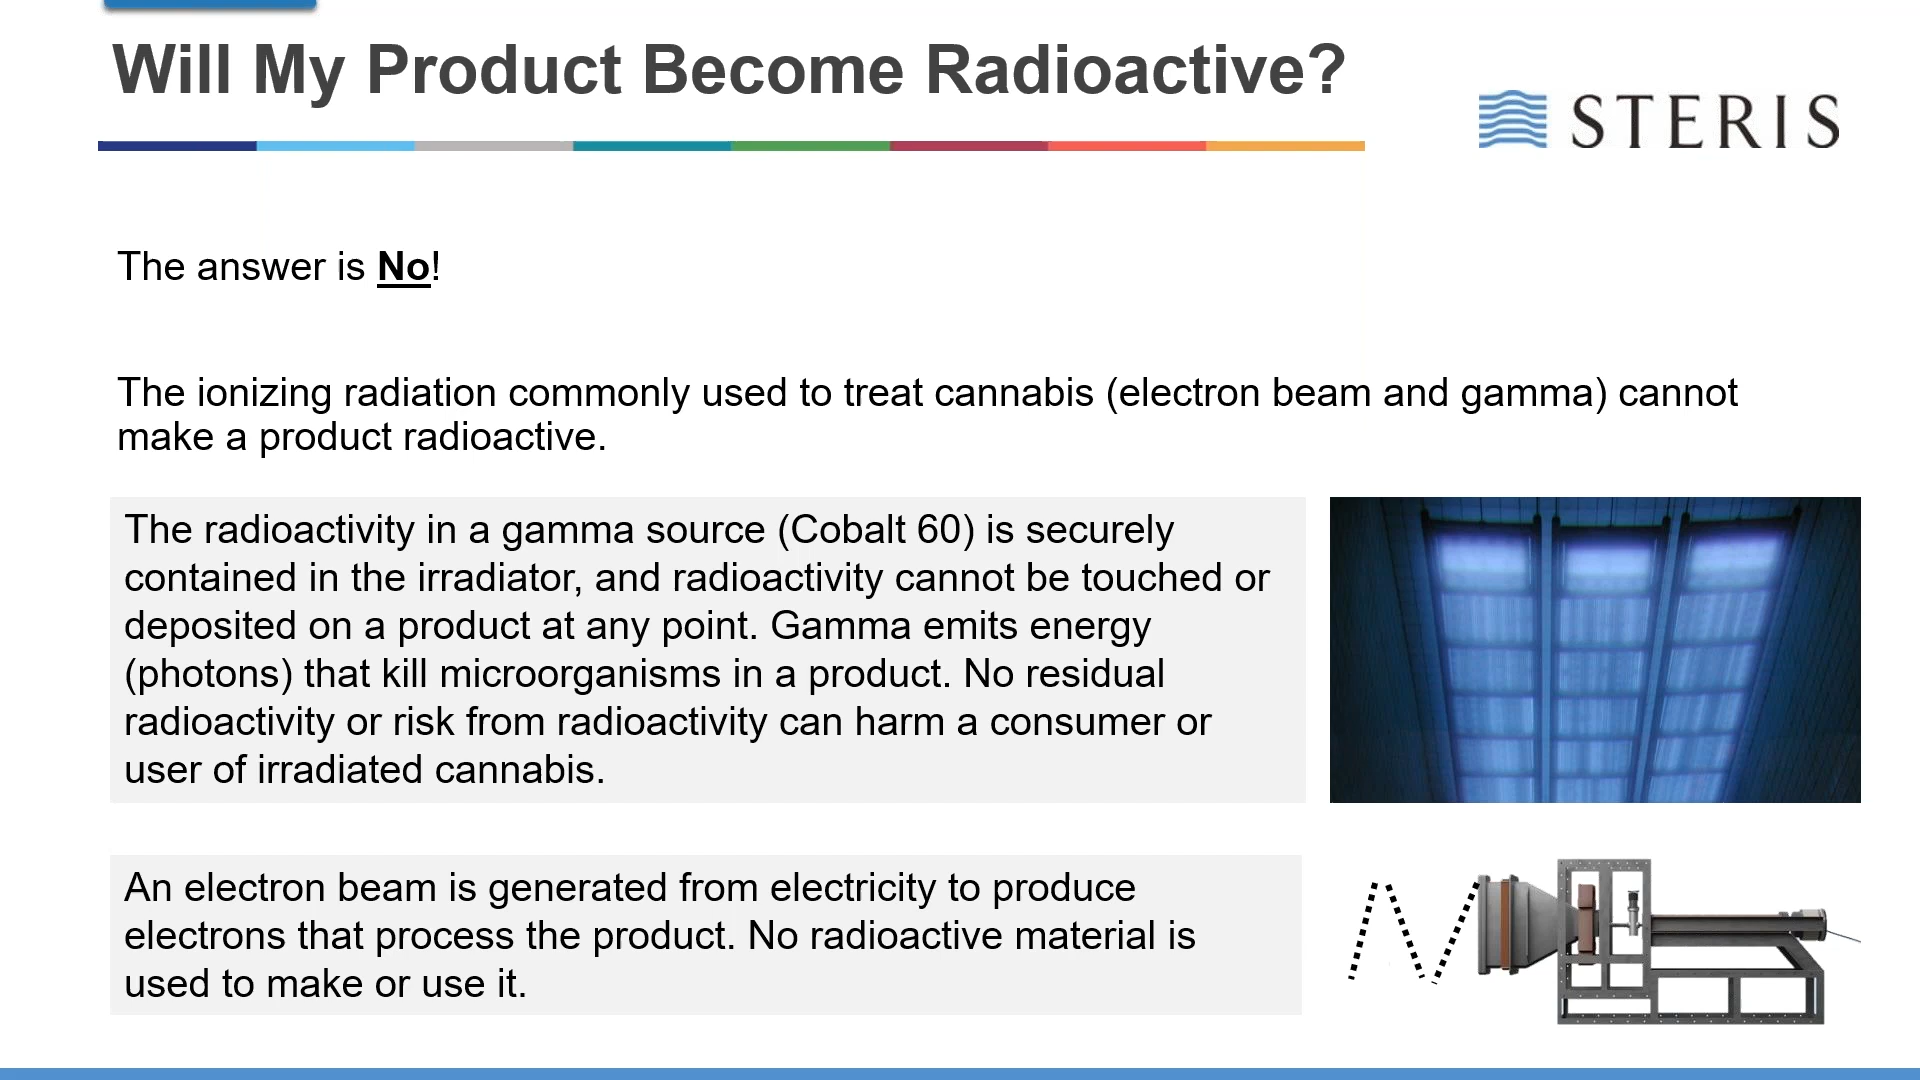 Will My Product Become Radioactive?
STERIS
The answer is No!
The ionizing radiation commonly used to treat cannabis (electron beam and gamma) cannot
make a product radioactive.
The radioactivity in a gamma source (Cobalt 60) is securely
contained in the irradiator, and radioactivity cannot be touched or
deposited on a product at any point. Gamma emits energy
(photons) that kill microorganisms in a product. No residual
radioactivity or risk from radioactivity can harm a consumer or
user of irradiated cannabis.
An electron beam is generated from electricity to produce
electrons that process the product. No radioactive material is
used to make or use it.